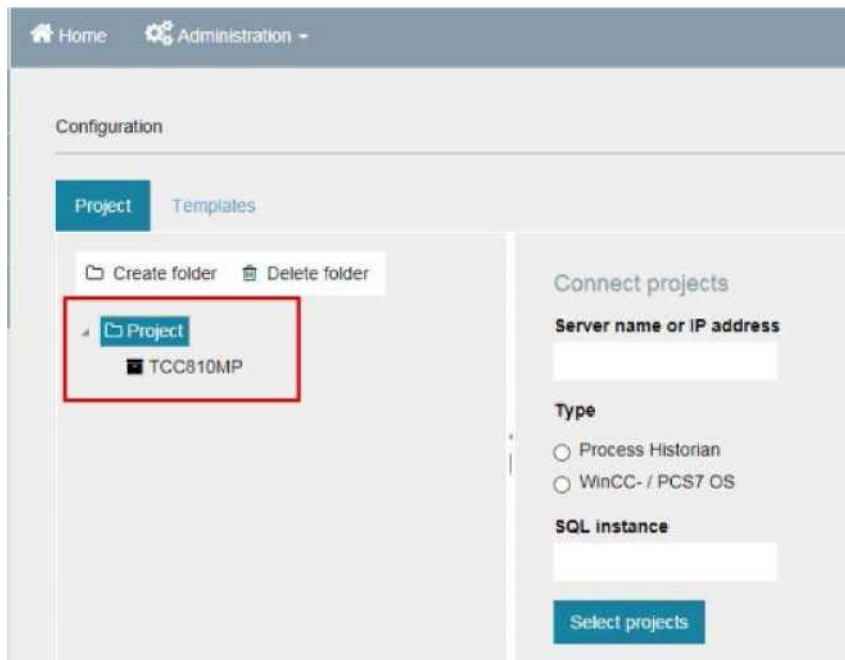 Home Administration
Configuration
Project Templates
Create folder Delete folder
Project
TCC810MP
Connect projects
Server name or IP address
Type
Process Historian
WinCC- / PCS7 OS
SQL instance
Select projects